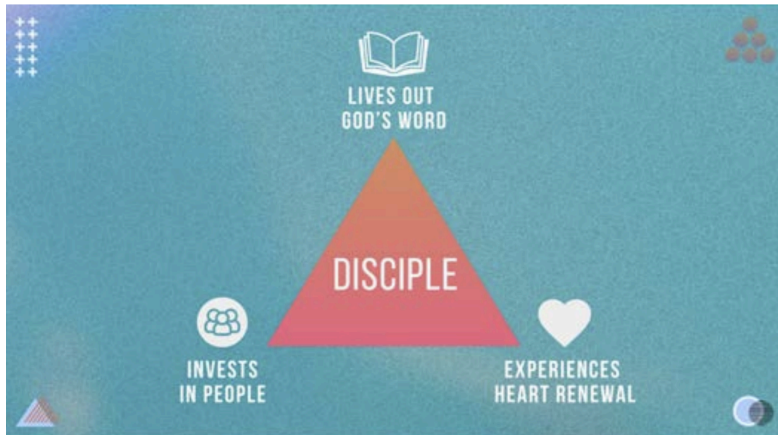 LIVES OUT
GOD'S WORD
DISCIPLE
INVESTS
IN PEOPLE
EXPERIENCES
HEART RENEWAL